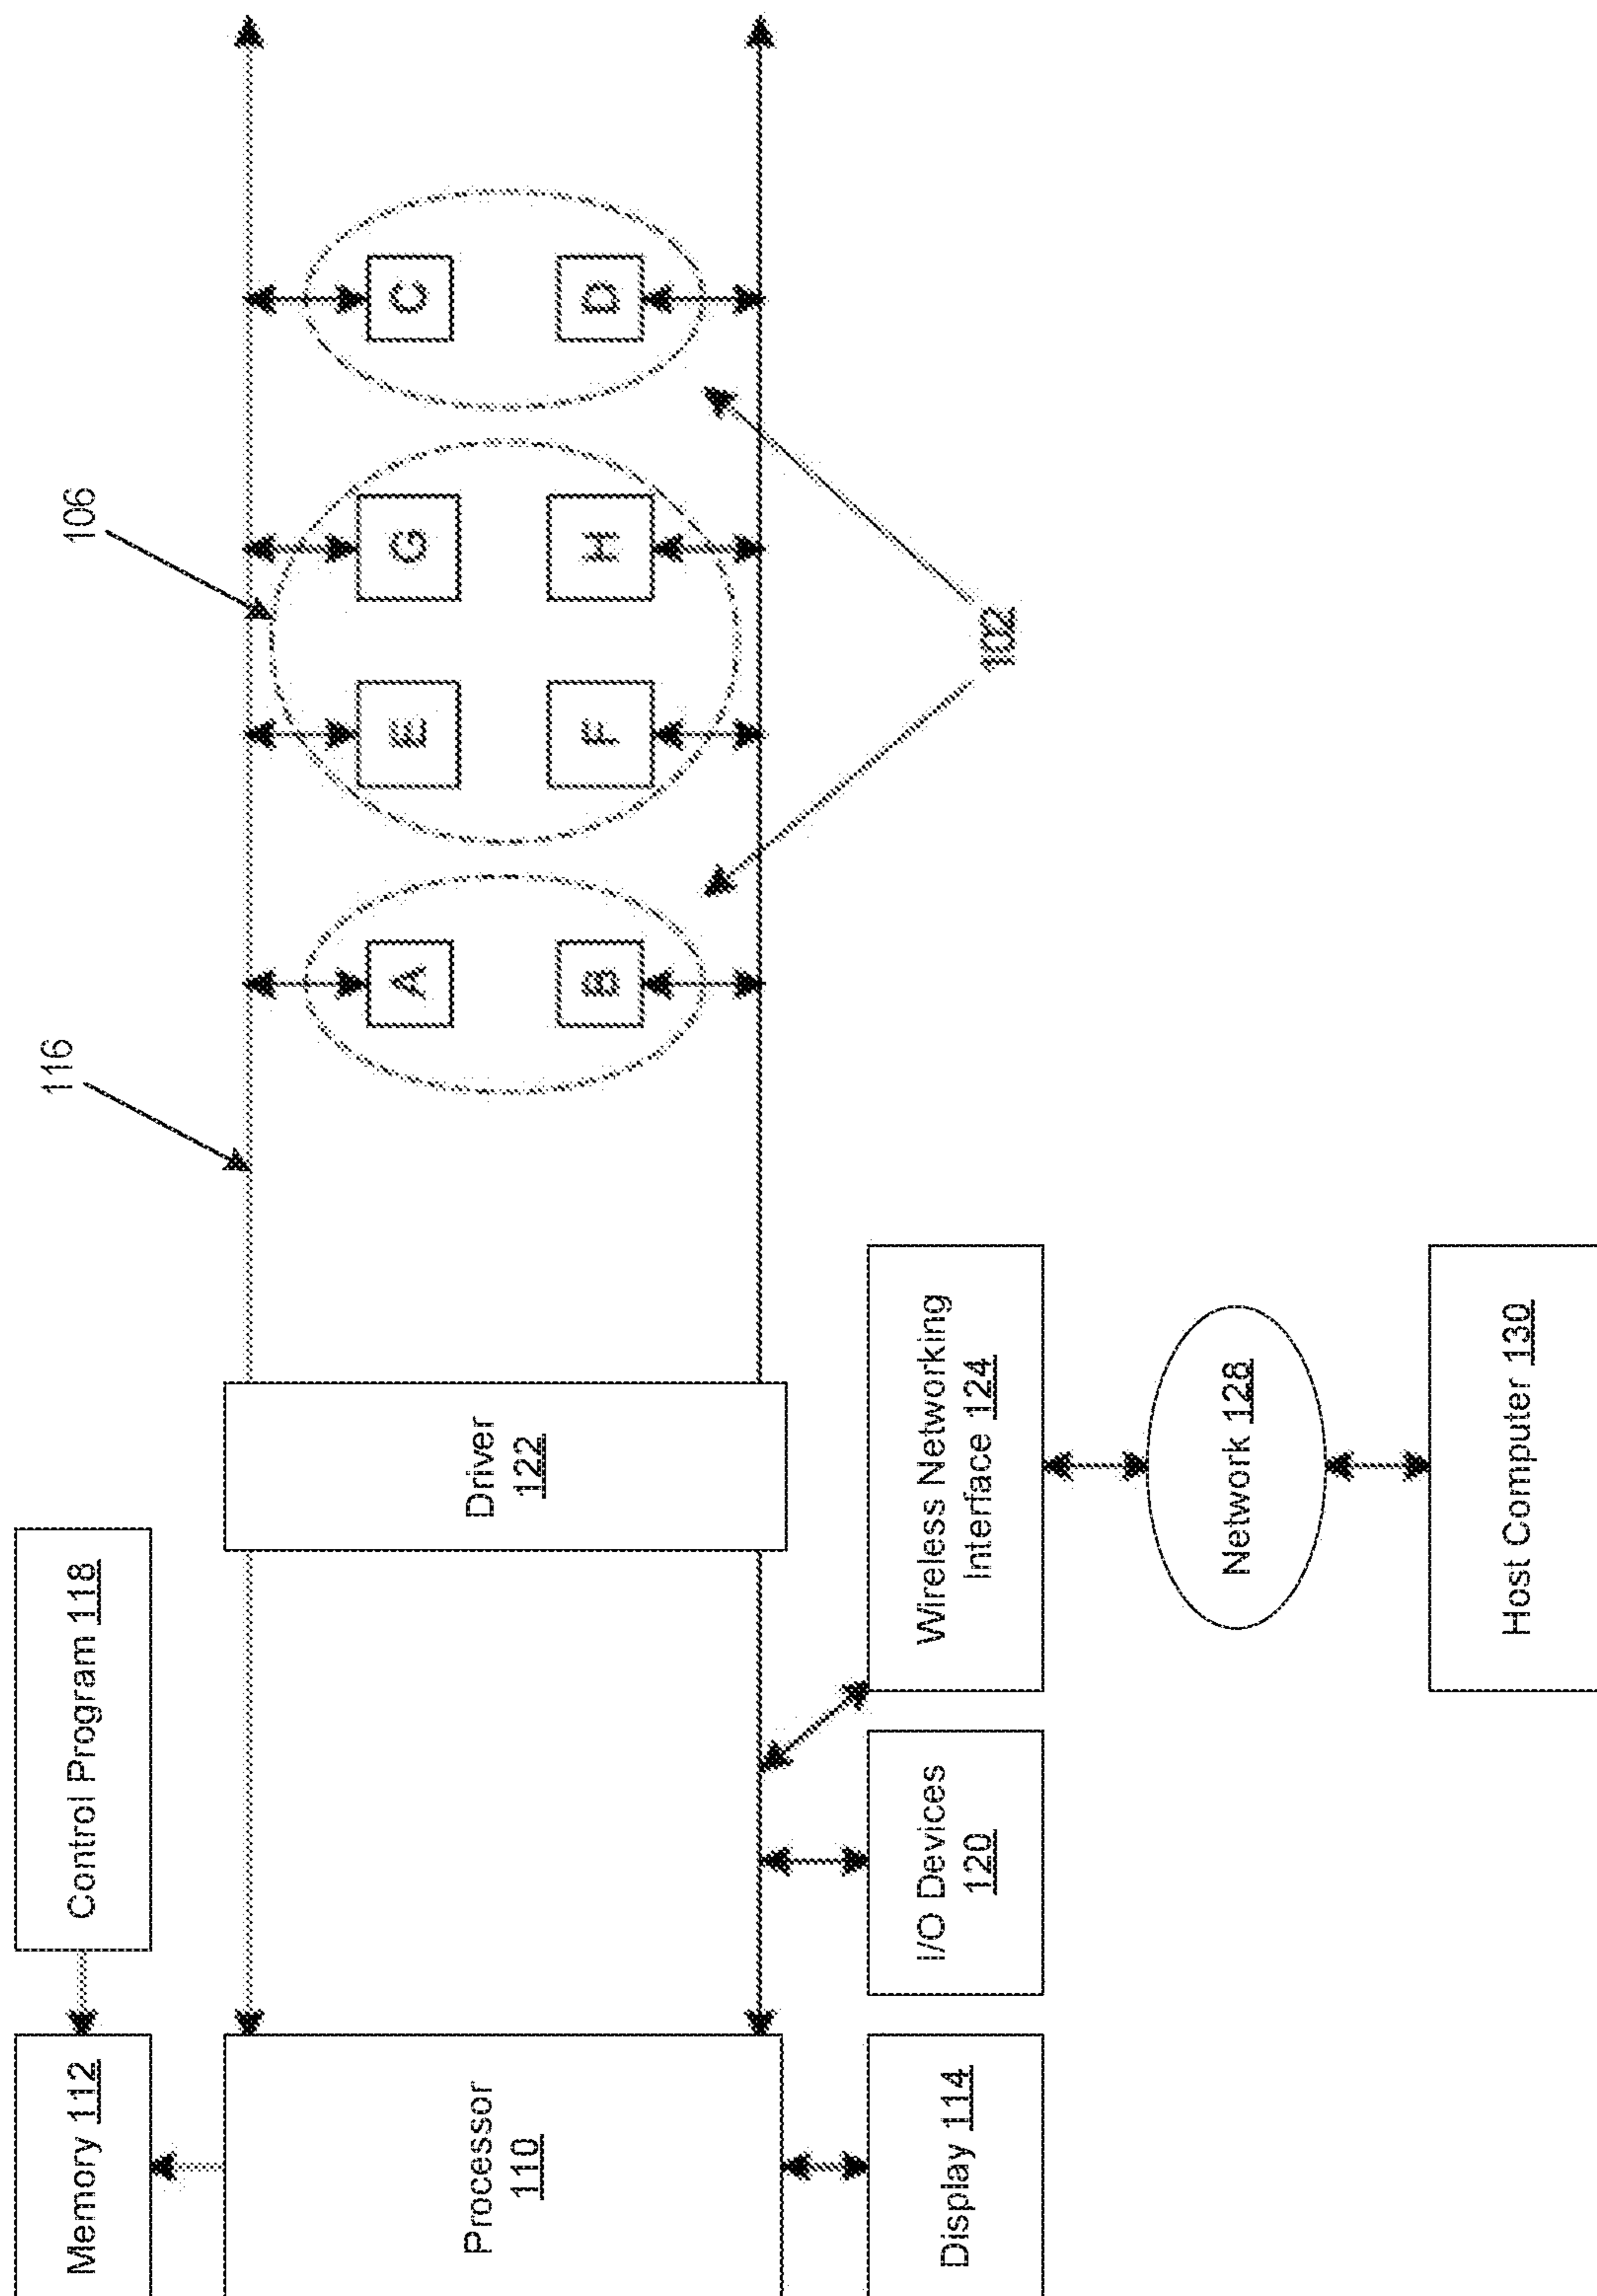 Memory 112
Control Program 118
116
106
Processor
110
Driver
122
A
E
G
C
B
F
H
D
102
Display 114
I/O Devices
120
Wireless Networking
Interface 124
Network 128
Host Computer 130